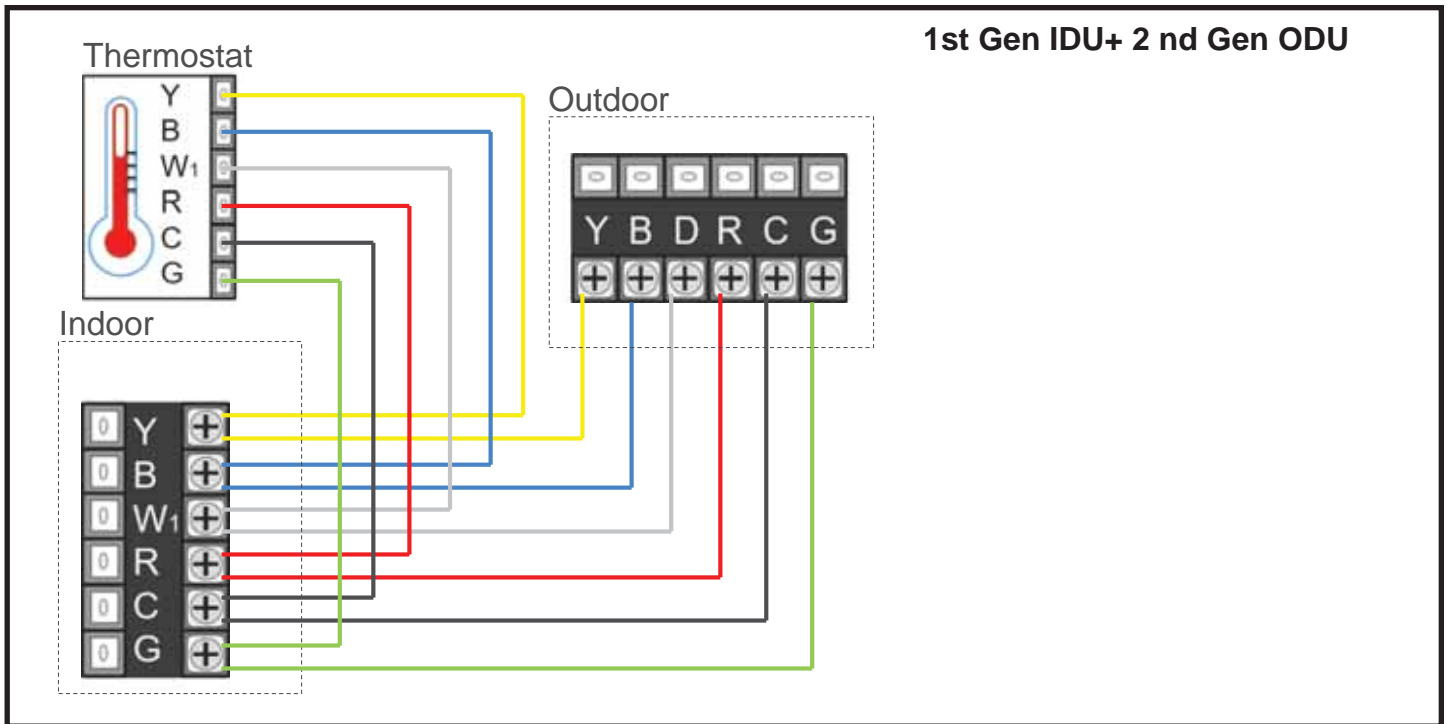 1st Gen IDU+ 2 nd Gen ODU
Thermostat
Y
B
W1
R
C
G
Outdoor
Y B D R C G
Indoor
Y
B
W1
R
C
G